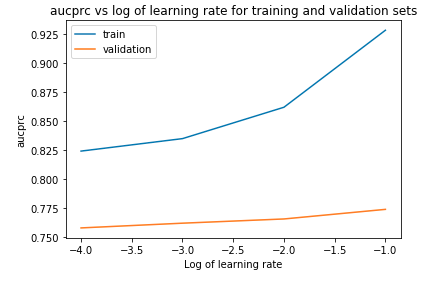 aucprc vs log of learning rate for training and validation sets
train
validation
aucprc
0.925
0.900
0.875
0.850
0.825
0.800
0.775
0.750
−4.0 −3.5 −3.0 −2.5 −2.0 −1.5 −1.0
Log of learning rate